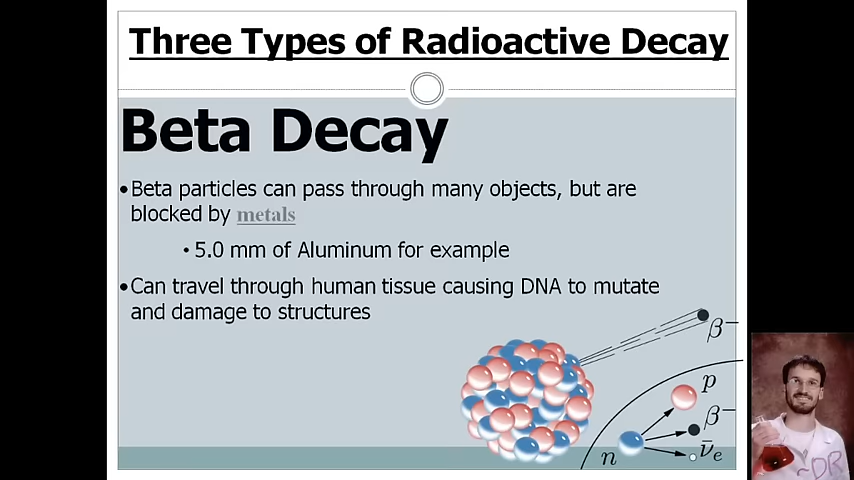 Three Types of Radioactive Decay
Beta Decay
•Beta particles can pass through many objects, but are
blocked by metals
• 5.0 mm of Aluminum for example
•Can travel through human tissue causing DNA to mutate
and damage to structures
β−
p
β−
n
ν̄e
~DR